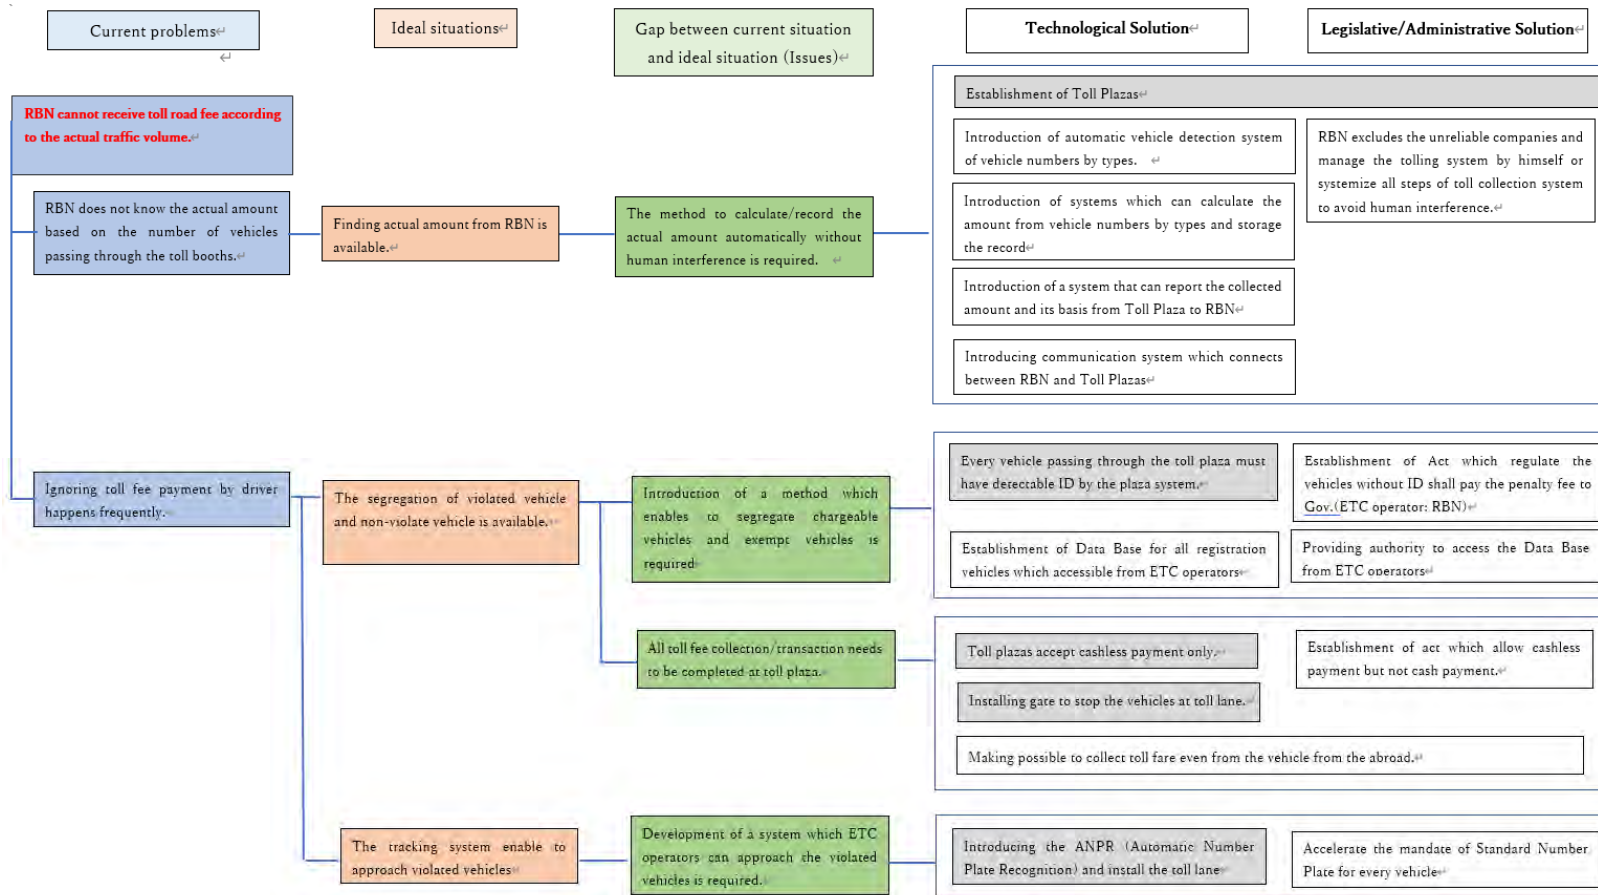 Current problems
Ideal situations
Gap between current situation
and ideal situation (Issues)
Technological Solution
Legislative/Administrative Solution
RBN cannot receive toll road fee according
to the actual traffic volume.
Establishment of Toll Plazas
Introduction of automatic vehicle detection system
of vehicle numbers by types.
RBN excludes the unreliable companies and
manage the tolling system by himself or
systemize all steps of toll collection system
to avoid human interference.
RBN does not know the actual amount
based on the number of vehicles
passing through the toll booths.
Finding actual amount from RBN is
available.
The method to calculate/record the
actual amount automatically without
human interference is required.
Introduction of systems which can calculate the
amount from vehicle numbers by types and storage
the record
Introduction of a system that can report the collected
amount and its basis from Toll Plaza to RBN
Introducing communication system which connects
between RBN and Toll Plazas
Ignoring toll fee payment by driver
happens frequently.
The segregation of violated vehicle
and non-violate vehicle is available.
Introduction of a method which
enables to segregate chargeable
vehicles and exempt vehicles is
required
Every vehicle passing through the toll plaza must
have detectable ID by the plaza system.
Establishment of Act which regulate the
vehicles without ID shall pay the penalty fee to
Gov.(ETC operator: RBN)
Establishment of Data Base for all registration
vehicles which accessible from ETC operators
Providing authority to access the Data Base
from ETC operators
All toll fee collection/transaction needs
to be completed at toll plaza.
Toll plazas accept cashless payment only.
Establishment of act which allow cashless
payment but not cash payment.
Installing gate to stop the vehicles at toll lane.
Making possible to collect toll fare even from the vehicle from the abroad.
The tracking system enable to
approach violated vehicles
Development of a system which ETC
operators can approach the violated
vehicles is required.
Introducing the ANPR (Automatic Number
Plate Recognition) and install the toll lane
Accelerate the mandate of Standard Number
Plate for every vehicle